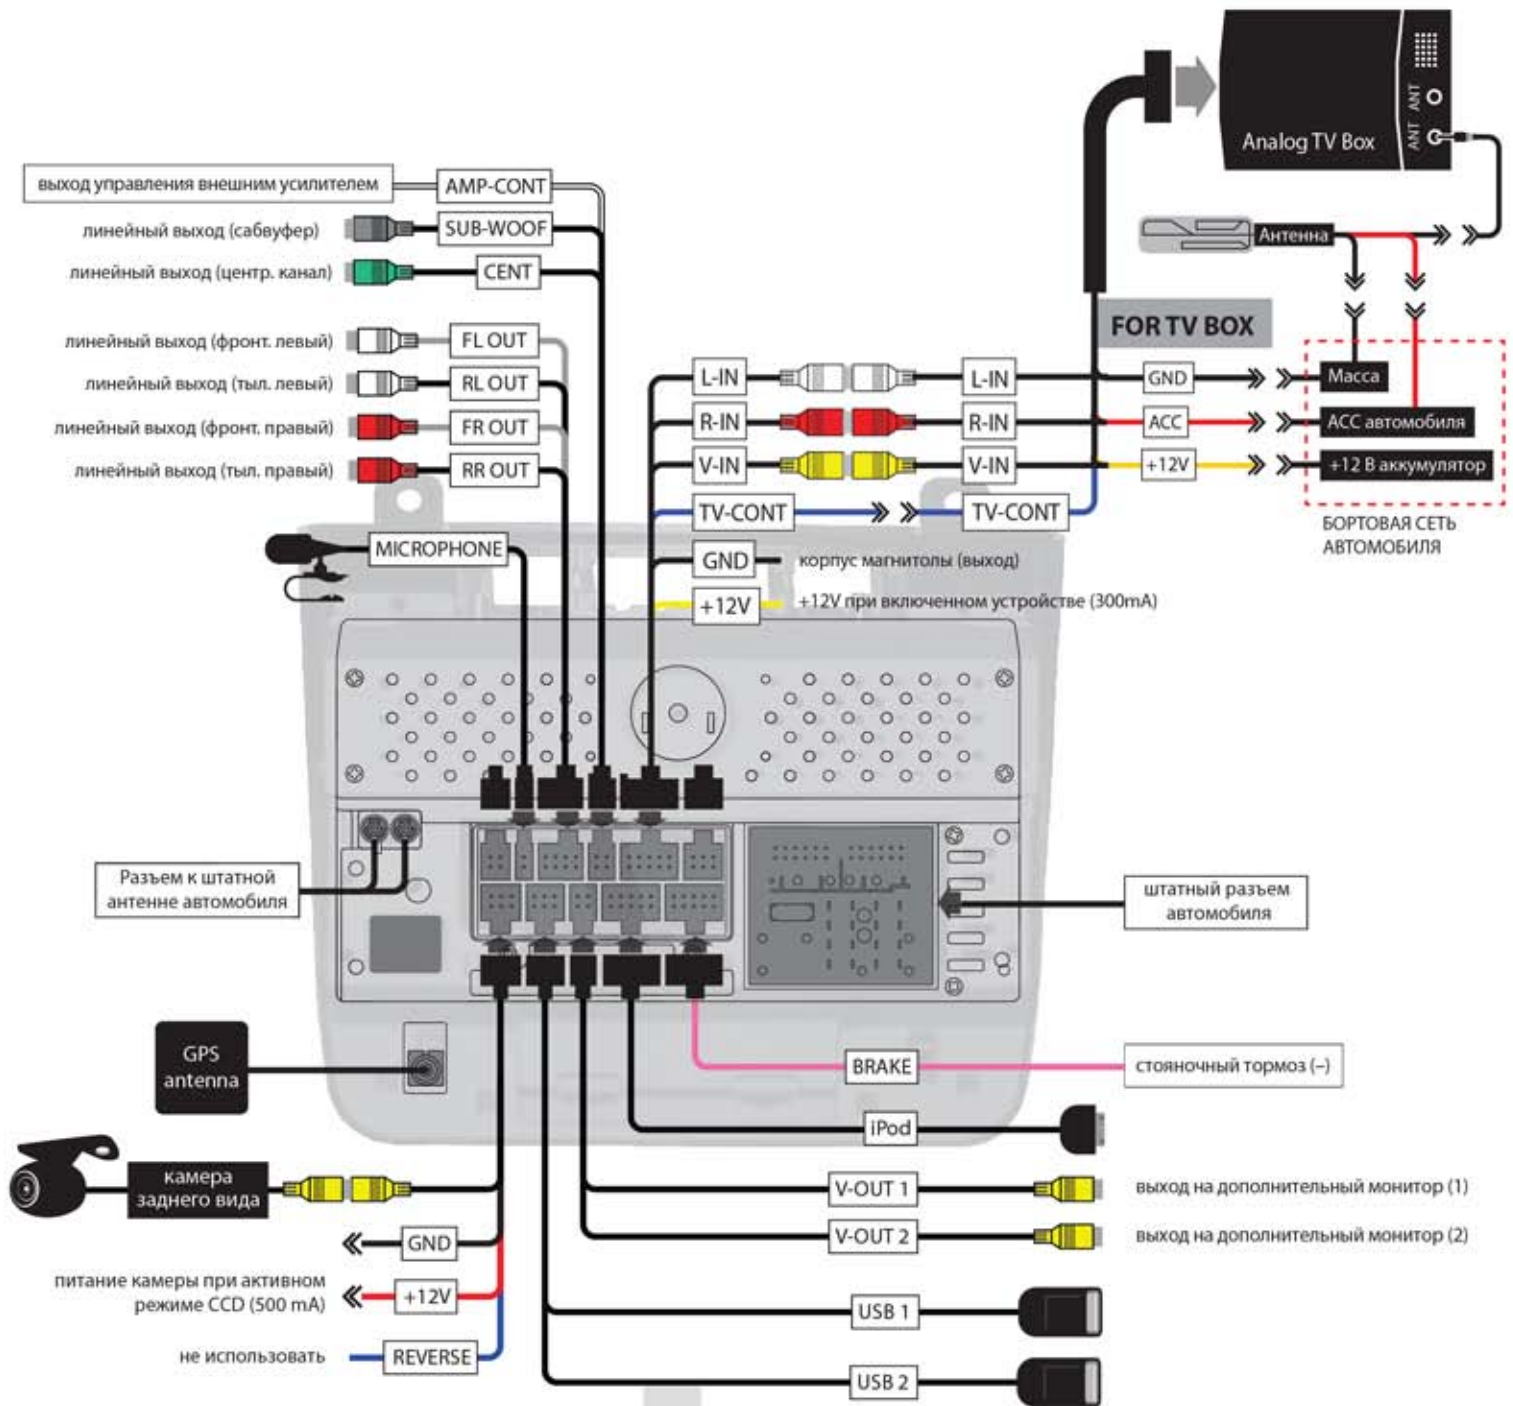 Analog TV Box
ANT
ANT
выход управления внешним усилителем
AMP-CONT
линейный выход (сабвуфер)
SUB-WOOF
Антенна
линейный выход (центр. канал)
CENT
FOR TV BOX
линейный выход (фронт. левый)
FL OUT
линейный выход (тыл. левый)
RL OUT
L-IN
L-IN
GND
Масса
линейный выход (фронт. правый)
FR OUT
R-IN
R-IN
ACC
АСС автомобиля
линейный выход (тыл. правый)
RR OUT
V-IN
V-IN
+12V
+12 В аккумулятор
TV-CONT
TV-CONT
БОРТОВАЯ СЕТЬ
АВТОМОБИЛЯ
MICROPHONE
GND
корпус магнитолы (выход)
+12V
+12V при включенном устройстве (300mA)
Разъем к штатной
антенне автомобиля
штатный разъем
автомобиля
GPS
antenna
BRAKE
стояночный тормоз (–)
iPod
камера
заднего вида
V-OUT 1
выход на дополнительный монитор (1)
GND
V-OUT 2
выход на дополнительный монитор (2)
питание камеры при активном
режиме CCD (500 mA)
+12V
USB 1
не использовать
REVERSE
USB 2